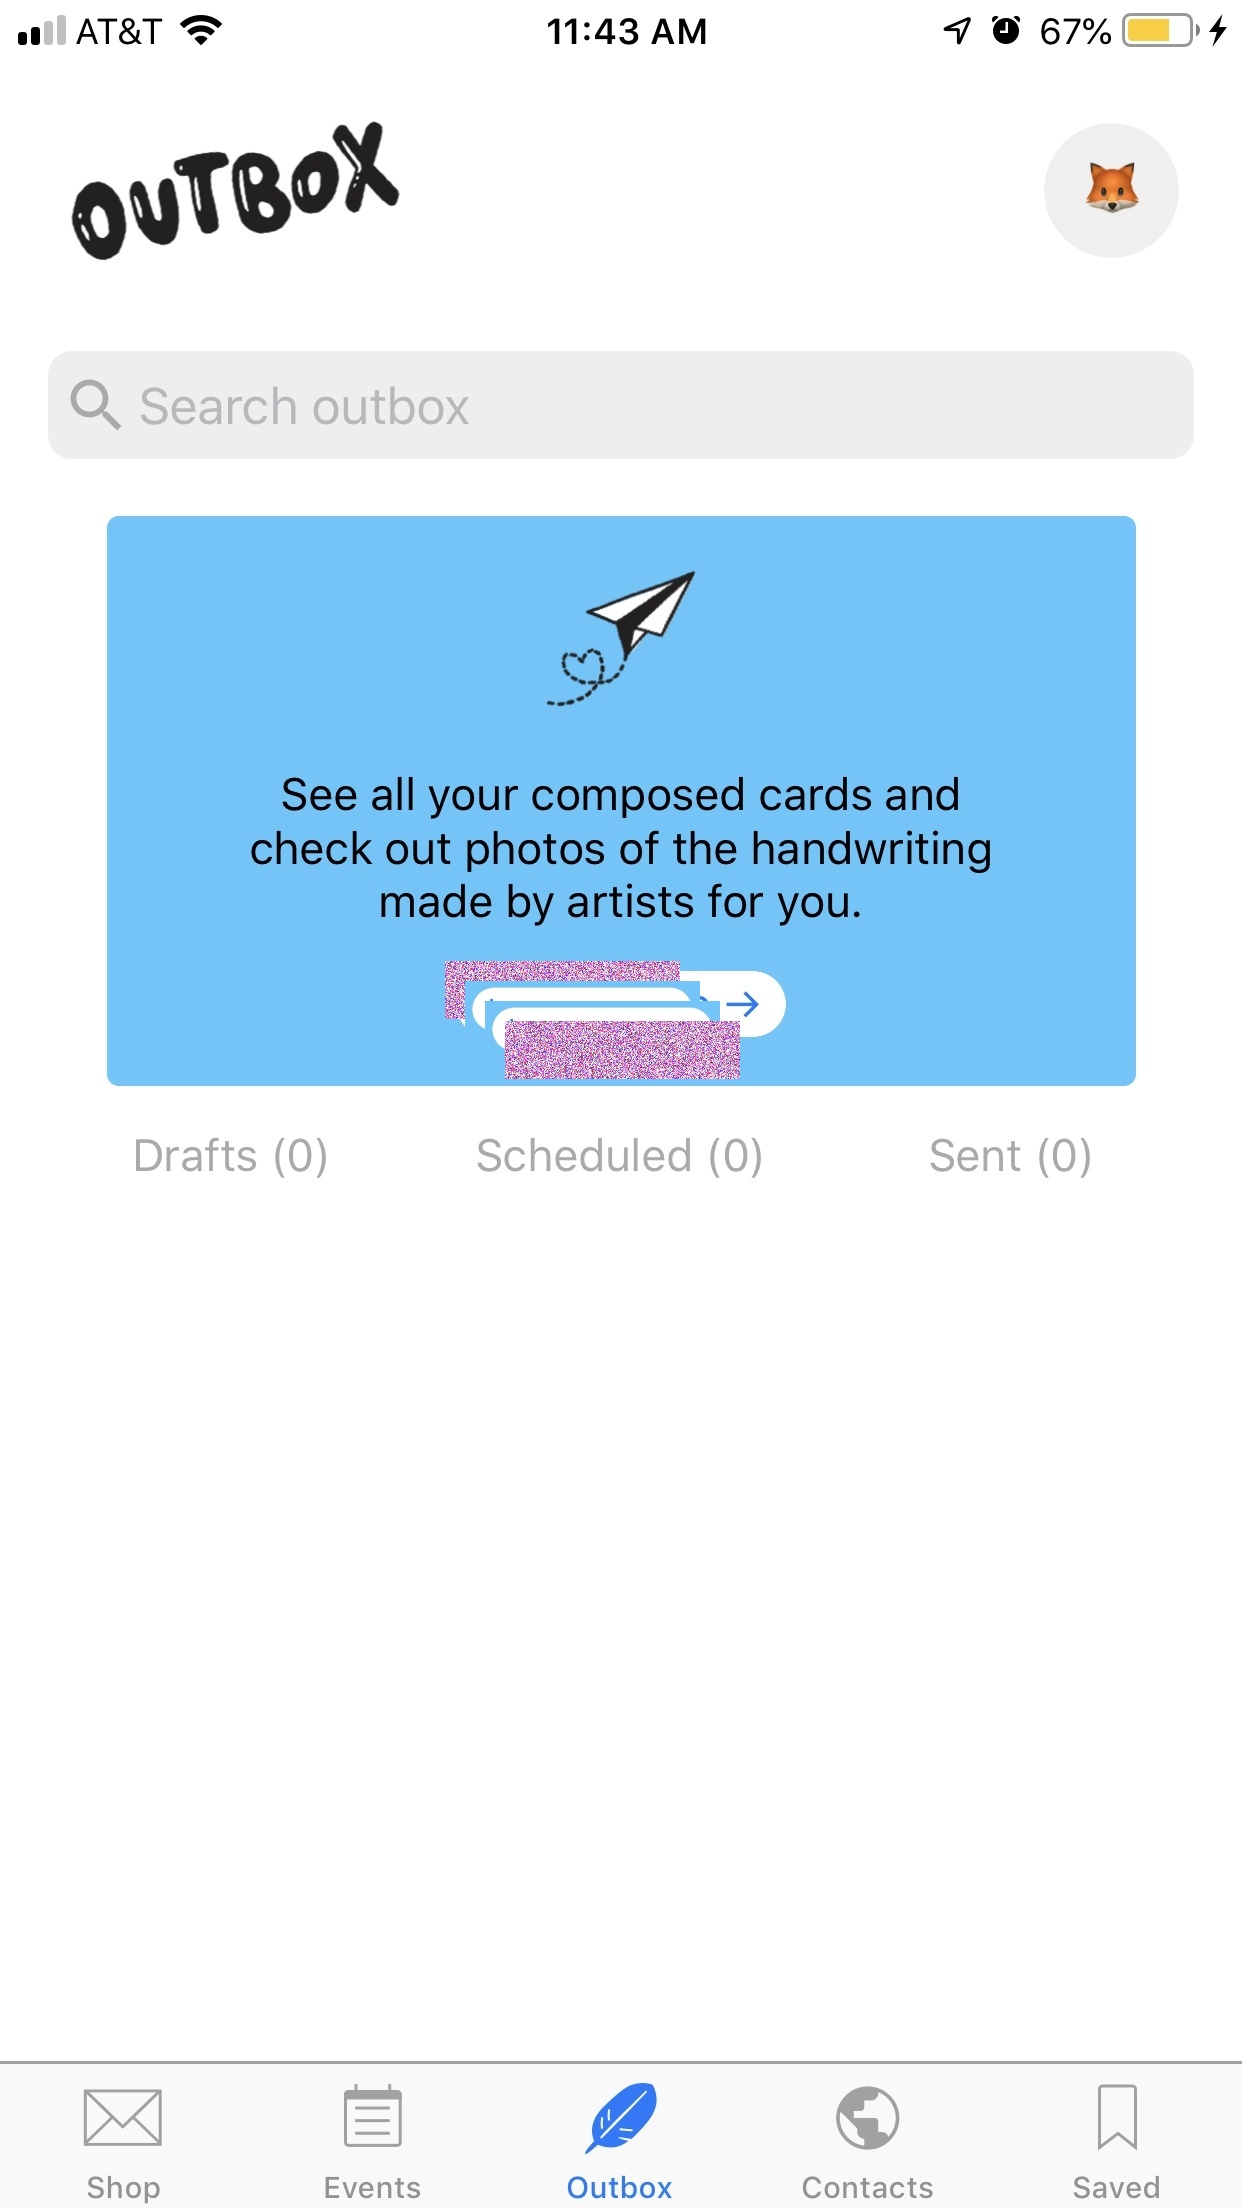 AT&T 11:43 AM 67%
OUTBOX
Search outbox
See all your composed cards and
check out photos of the handwriting
made by artists for you.
Drafts (0) Scheduled (0) Sent (0)
Shop Events Outbox Contacts Saved